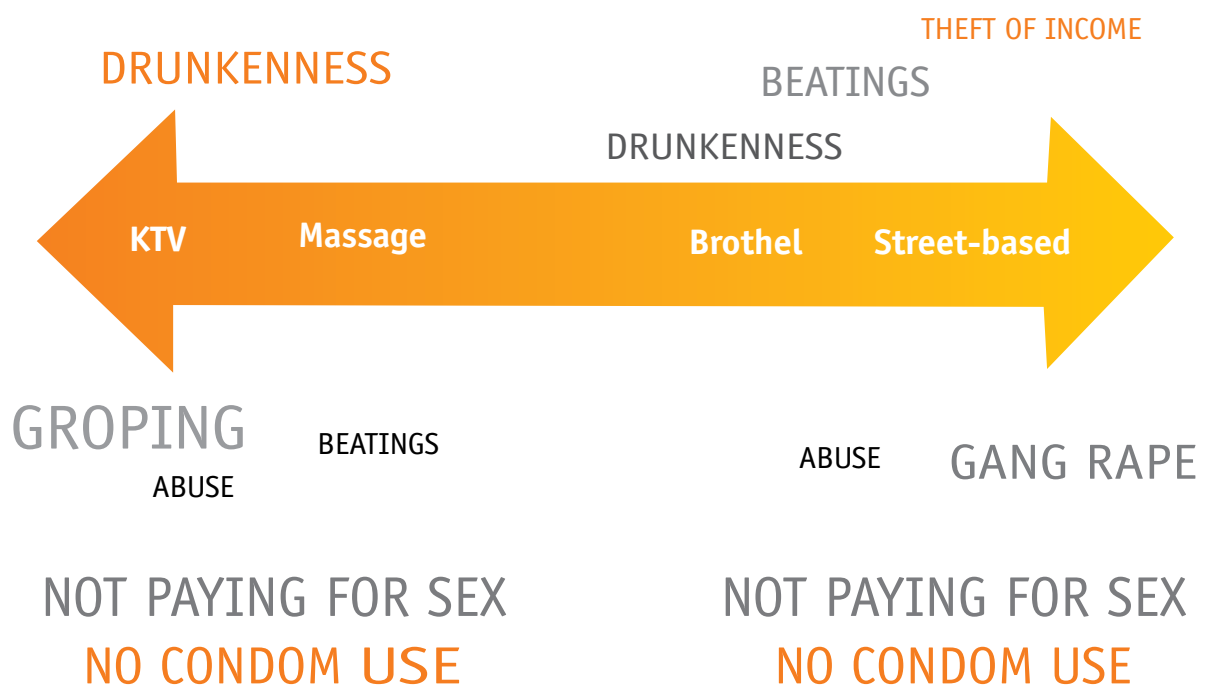 THEFT OF INCOME
DRUNKENNESS
BEATINGS
DRUNKENNESS
KTV
Massage
Brothel
Street-based
GROPING
BEATINGS
ABUSE
GANG RAPE
ABUSE
NOT PAYING FOR SEX
NOT PAYING FOR SEX
NO CONDOM USE
NO CONDOM USE